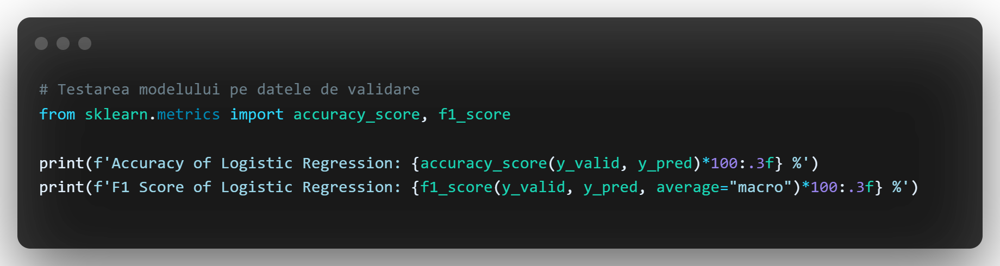 # Testarea modelului pe datele de validare
from sklearn.metrics import accuracy_score, f1_score
print(f'Accuracy of Logistic Regression: {accuracy_score(y_valid, y_pred)*100:.3f} %')
print(f'F1 Score of Logistic Regression: {f1_score(y_valid, y_pred, average="macro")*100:.3f} %')